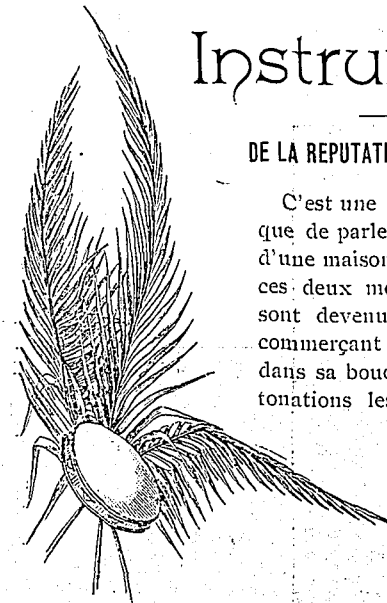 Instru
DE LA REPUTATI
C'est une
que de parle
d'une maison
ces deux mo
sont devenu
commerçant
dans sa bouc
tonations les